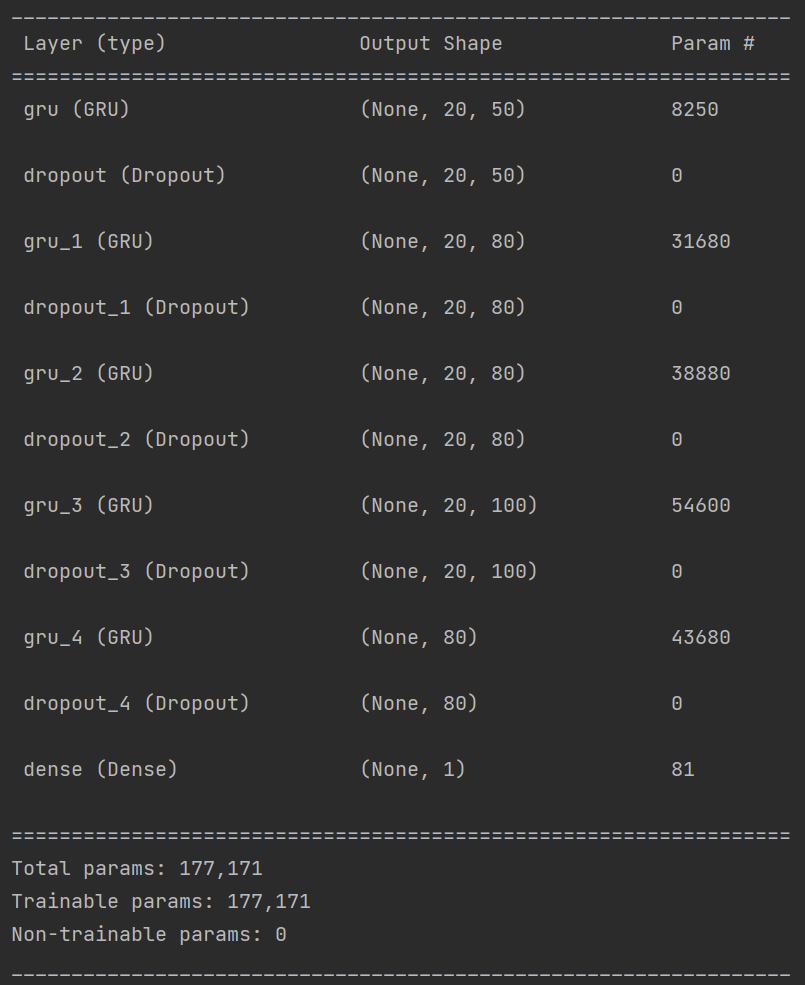 _________________________________________________________________
Layer (type)                Output Shape              Param #
=================================================================
gru (GRU)                   (None, 20, 50)            8250
dropout (Dropout)           (None, 20, 50)            0
gru_1 (GRU)                 (None, 20, 80)            31680
dropout_1 (Dropout)         (None, 20, 80)            0
gru_2 (GRU)                 (None, 20, 80)            38880
dropout_2 (Dropout)         (None, 20, 80)            0
gru_3 (GRU)                 (None, 20, 100)           54600
dropout_3 (Dropout)         (None, 20, 100)           0
gru_4 (GRU)                 (None, 80)                43680
dropout_4 (Dropout)         (None, 80)                0
dense (Dense)               (None, 1)                 81
=================================================================
Total params: 177,171
Trainable params: 177,171
Non-trainable params: 0
_________________________________________________________________